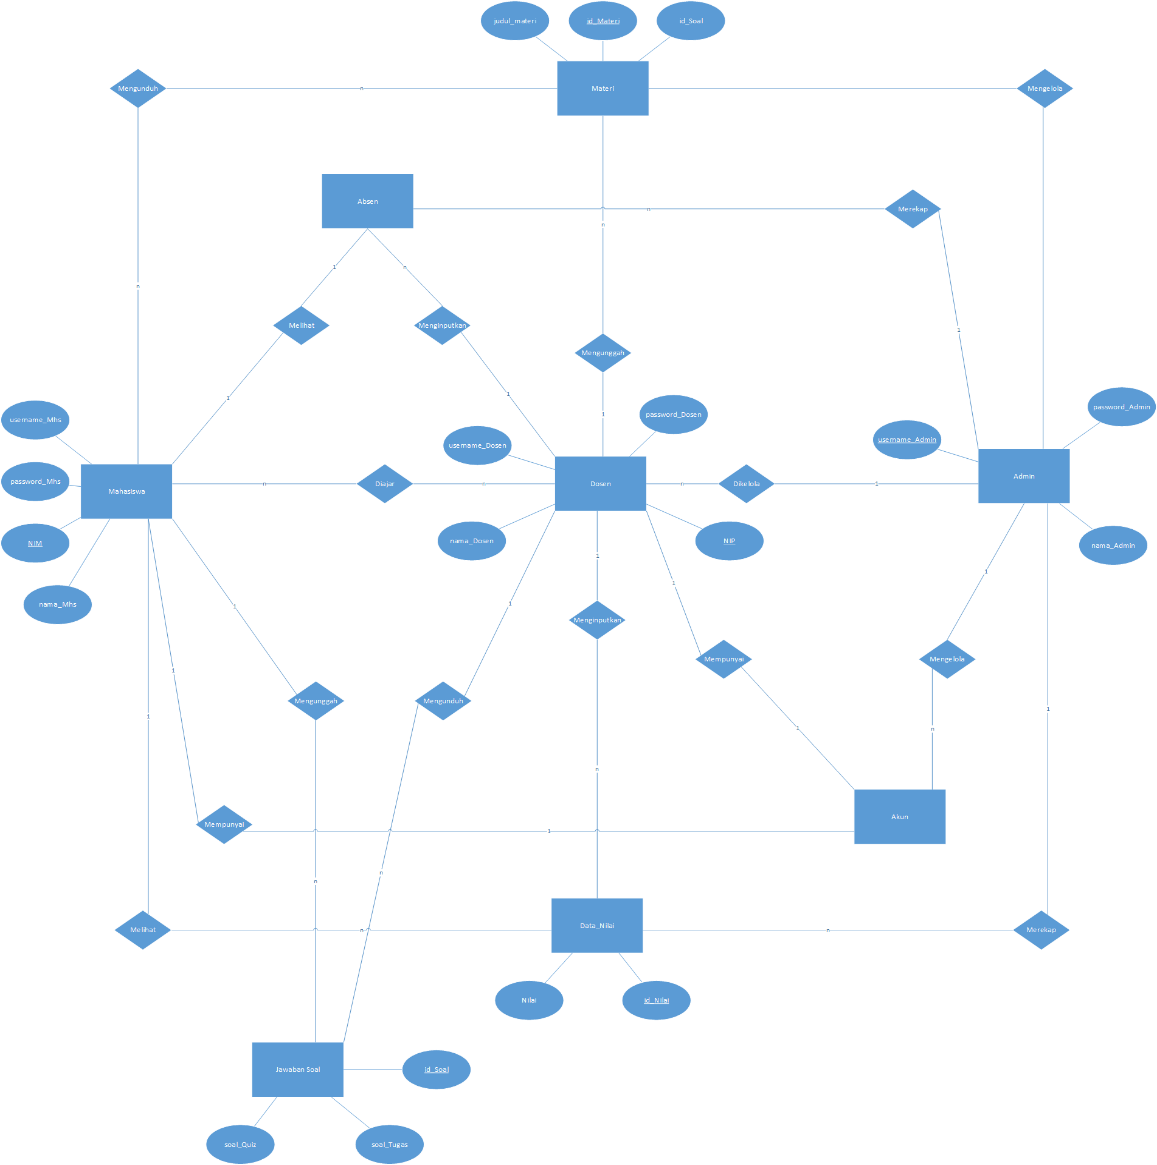 judul_materi
id_Materi
id_Soal
Mengunduh
n
Materi
Mengelola
Absen
n
Merekap
n
1
n
n
Melihat
Menginputkan
1
Mengunggah
1
1
1
password_Admin
username_Mhs
password_Dosen
username_Admin
username_Dosen
password_Mhs
Mahasiswa
n
Diajar
Dosen
n
Dikelola
1
Admin
NIM
nama_Dosen
NIP
nama_Admin
1
1
1
nama_Mhs
1
1
Menginputkan
Mempunyai
Mengelola
1
Mengunggah
Mengunduh
1
1
1
n
n
Mempunyai
1
Akun
n
n
Melihat
n
Data_Nilai
n
Merekap
Nilai
id_Nilai
Jawaban Soal
id_Soal
soal_Quiz
soal_Tugas